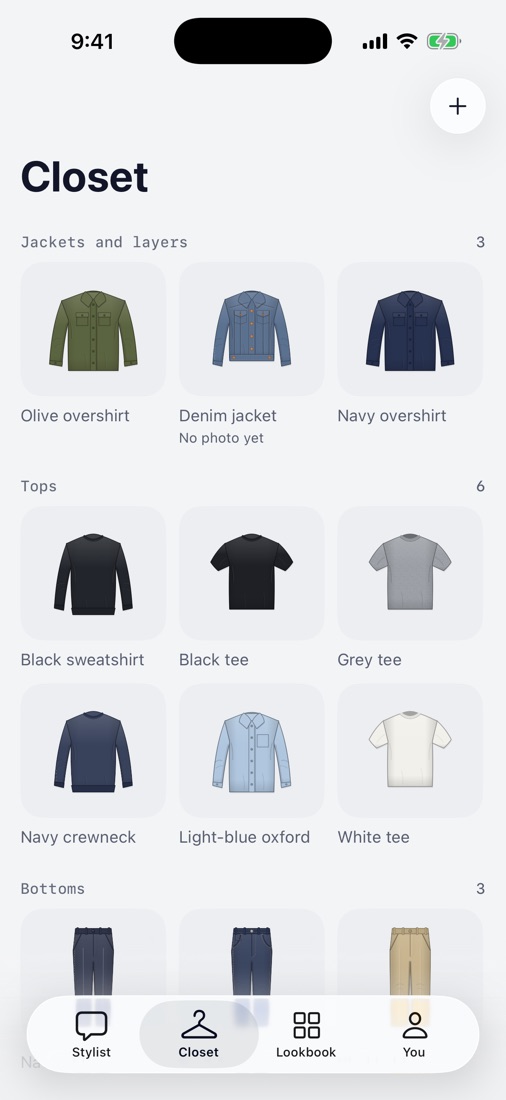 9:41
Closet
Jackets and layers 3
Olive overshirt Denim jacket Navy overshirt
No photo yet
Tops 6
Black sweatshirt Black tee Grey tee
Navy crewneck Light-blue oxford White tee
Bottoms 3
Stylist Closet Lookbook You